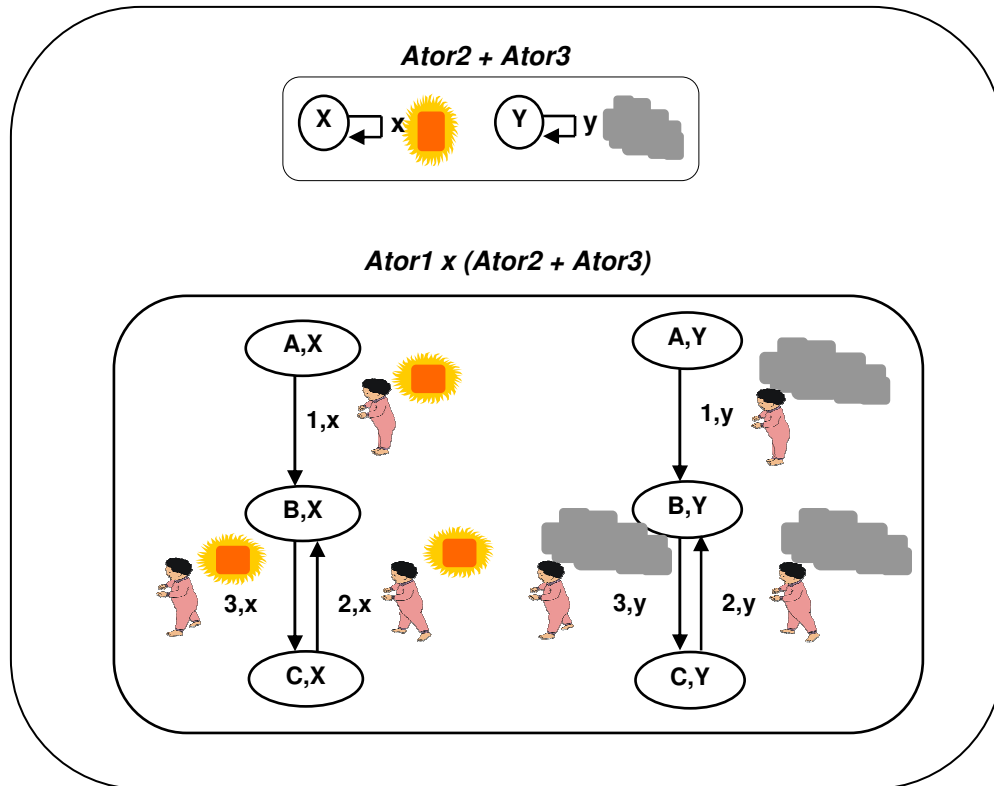 Ator2 + Ator3
X x Y y
Ator1 x (Ator2 + Ator3)
A,X A,Y
1,x 1,y
B,X B,Y
3,x 2,x 3,y 2,y
C,X C,Y